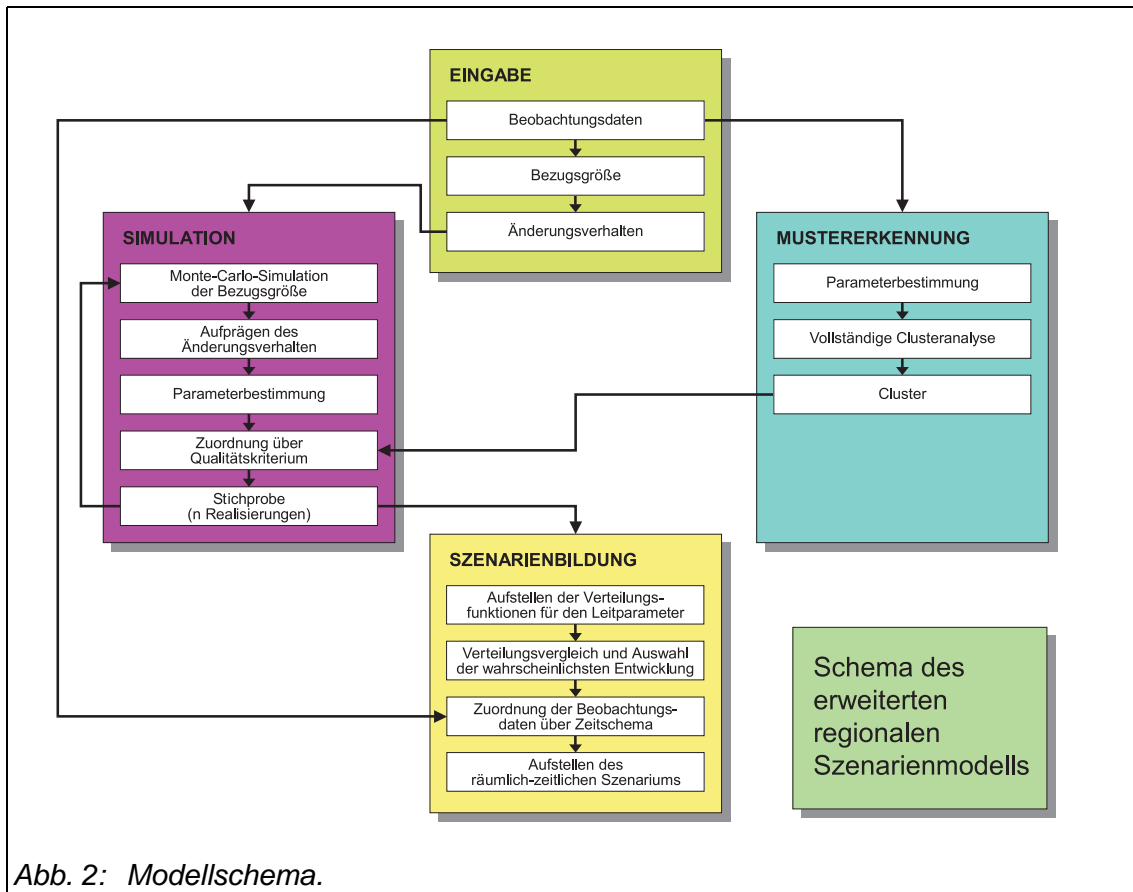 EINGABE
Beobachtungsdaten
Bezugsgröße
Änderungsverhalten
SIMULATION
Monte-Carlo-Simulation
der Bezugsgröße
Aufprägen des
Änderungsverhalten
Parameterbestimmung
Zuordnung über
Qualitätskriterium
Stichprobe
(n Realisierungen)
MUSTERERKENNUNG
Parameterbestimmung
Vollständige Clusteranalyse
Cluster
SZENARIENBILDUNG
Aufstellen der Verteilungs-
funktionen für den Leitparameter
Verteilungsvergleich und Auswahl
der wahrscheinlichsten Entwicklung
Zuordnung der Beobachtungs-
daten über Zeitschema
Aufstellen des
räumlich-zeitlichen Szenariums
Schema des
erweiterten
regionalen
Szenarienmodells
Abb. 2: Modellschema.